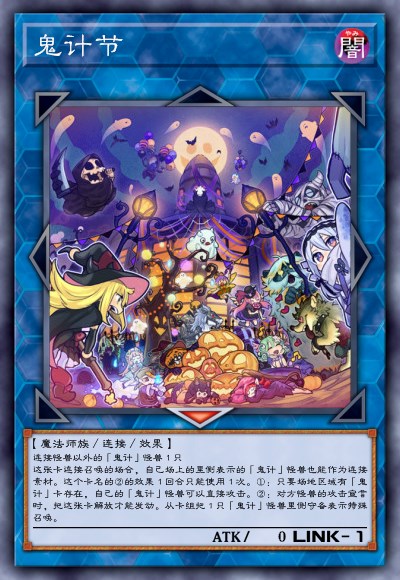 鬼计节
やみ
闇
【魔法师族/连接/效果】
连接怪兽以外的「鬼计」怪兽1只
这张卡连接召唤的场合，自己场上的里侧表示的「鬼计」怪兽也能作为连接
素材。这个卡名的②的效果1回合只能使用1次。①：只要场地区域有「鬼
计」卡存在，自己的「鬼计」怪兽可以直接攻击。②：对方怪兽的攻击宣言
时，把这张卡解放才能发动。从卡组把1只「鬼计」怪兽里侧守备表示特殊
召唤。
ATK/ 0 LINK-1